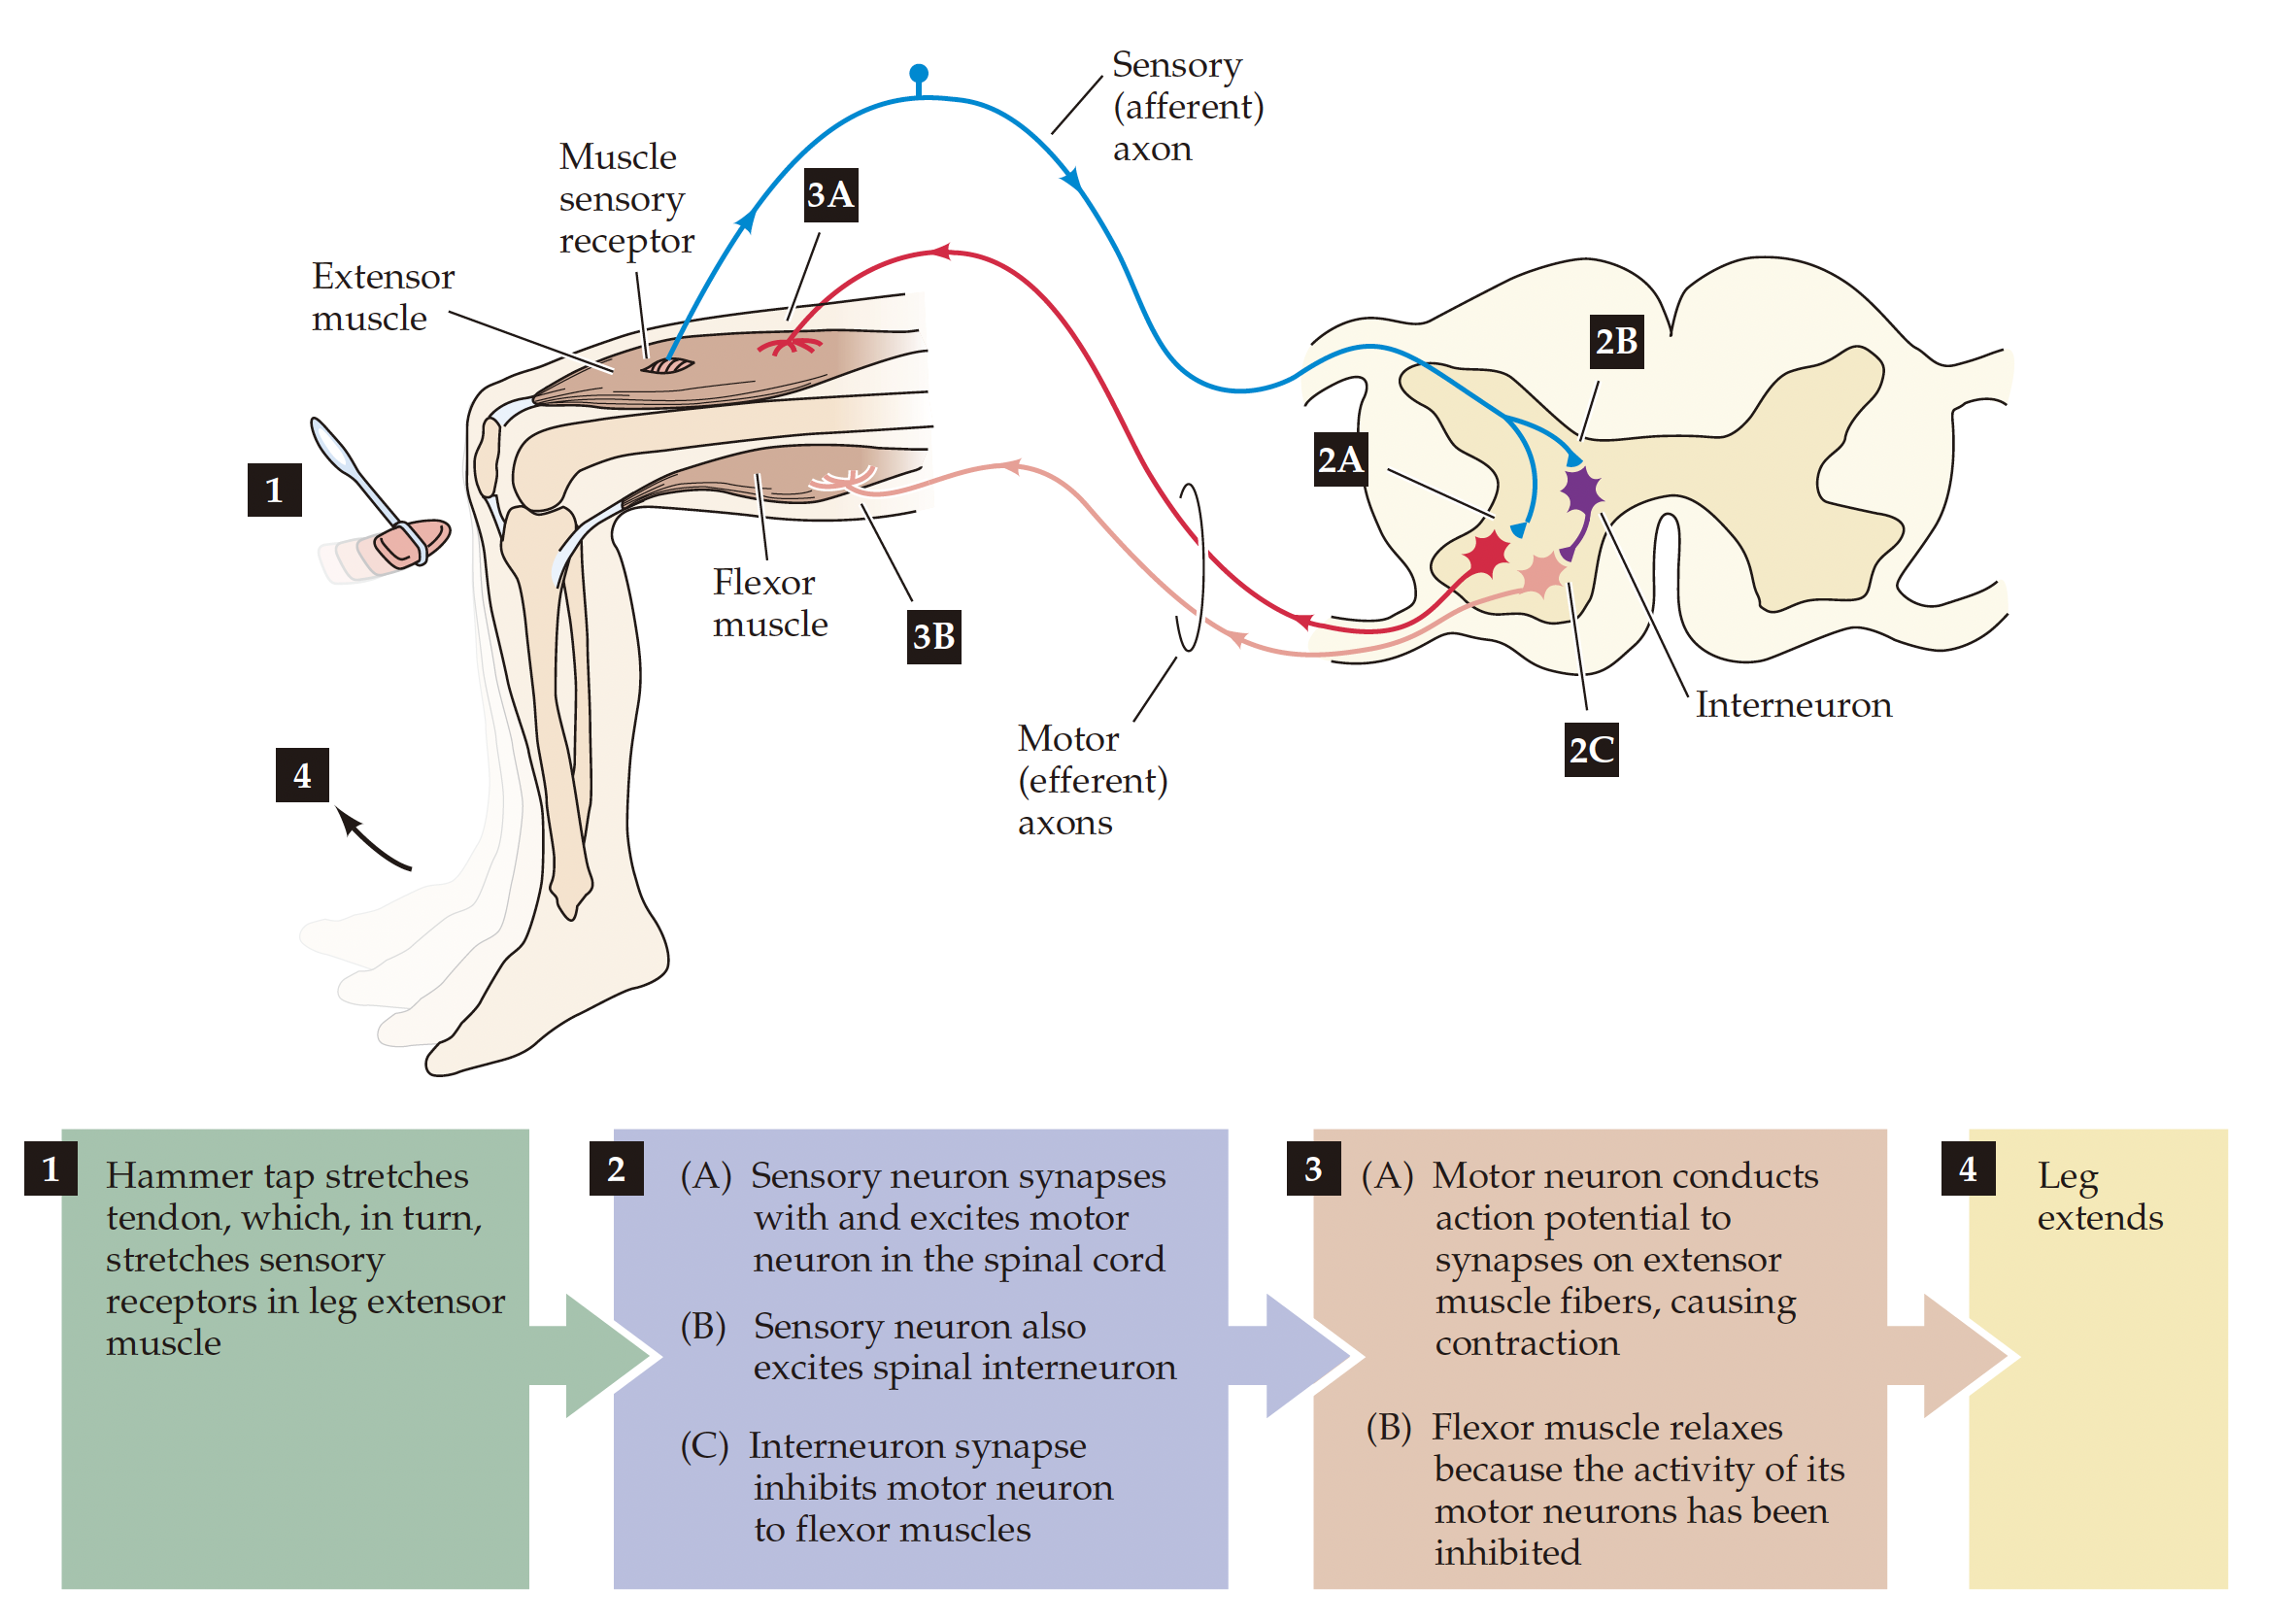 Sensory
(afferent)
axon
Muscle
sensory
receptor
3A
Extensor
muscle
2B
2A
1
Flexor
muscle
3B
Interneuron
2C
Motor
(efferent)
axons
4
1
Hammer tap stretches
tendon, which, in turn,
stretches sensory
receptors in leg extensor
muscle
2
(A) Sensory neuron synapses
with and excites motor
neuron in the spinal cord
(B) Sensory neuron also
excites spinal interneuron
(C) Interneuron synapse
inhibits motor neuron
to flexor muscles
3
(A) Motor neuron conducts
action potential to
synapses on extensor
muscle fibers, causing
contraction
(B) Flexor muscle relaxes
because the activity of its
motor neurons has been
inhibited
4
Leg
extends